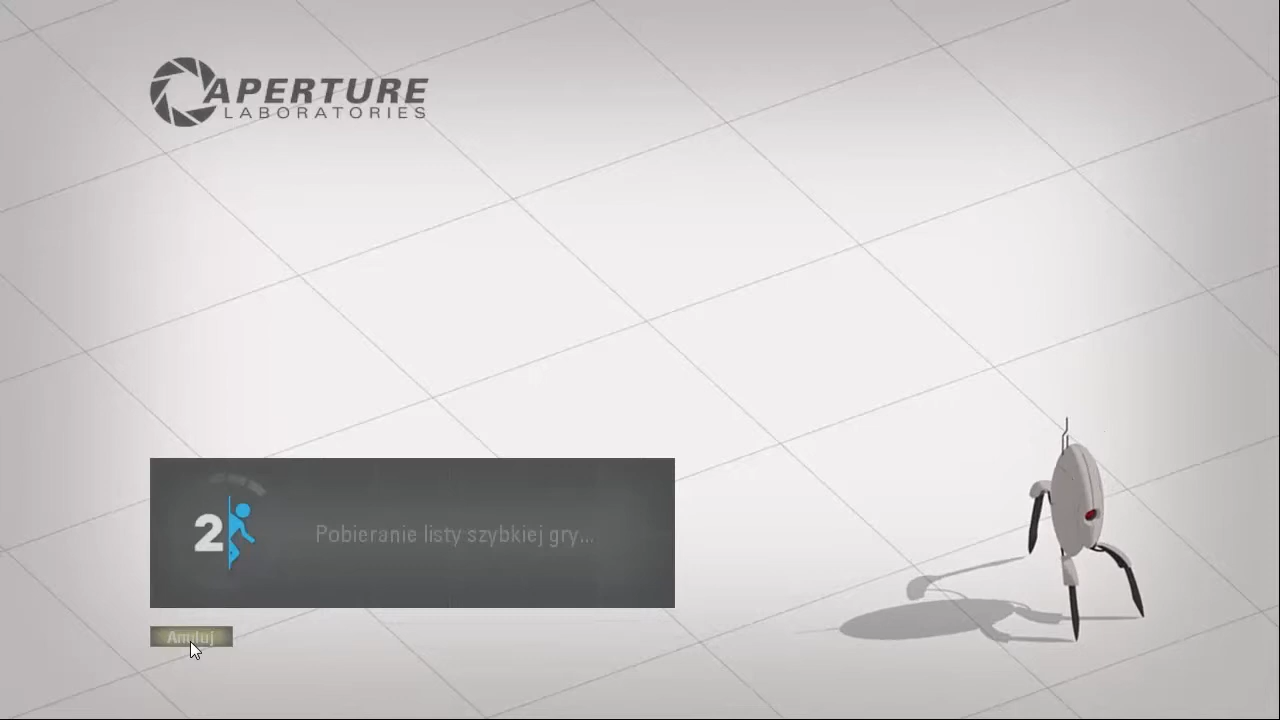 APERTURE
LABORATORIES
2
Pobieranie listy szybkiej gry...
Anuluj